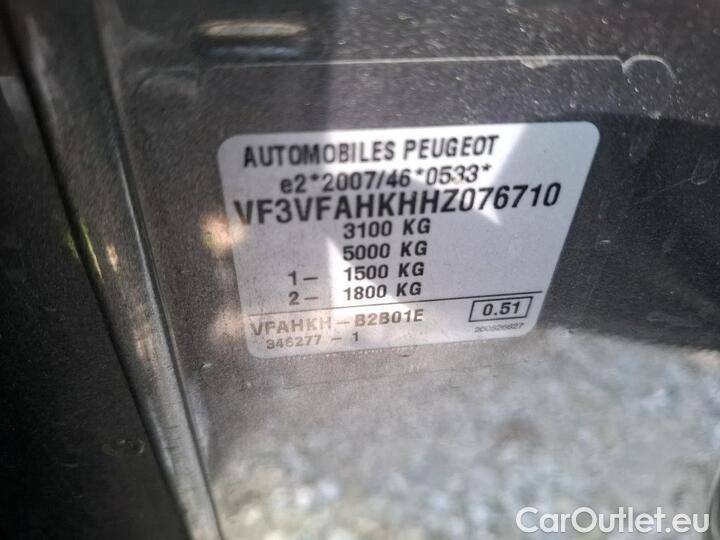 AUTOMOBILES PEUGEOT
e2*2007/46*0533*
VF3VFAHKHHZ076710
3100 KG
5000 KG
1- 1500 KG
2- 1800 KG
VFAHKH-B2B01E 0.51
346277-1 200526627
CarOutlet.eu